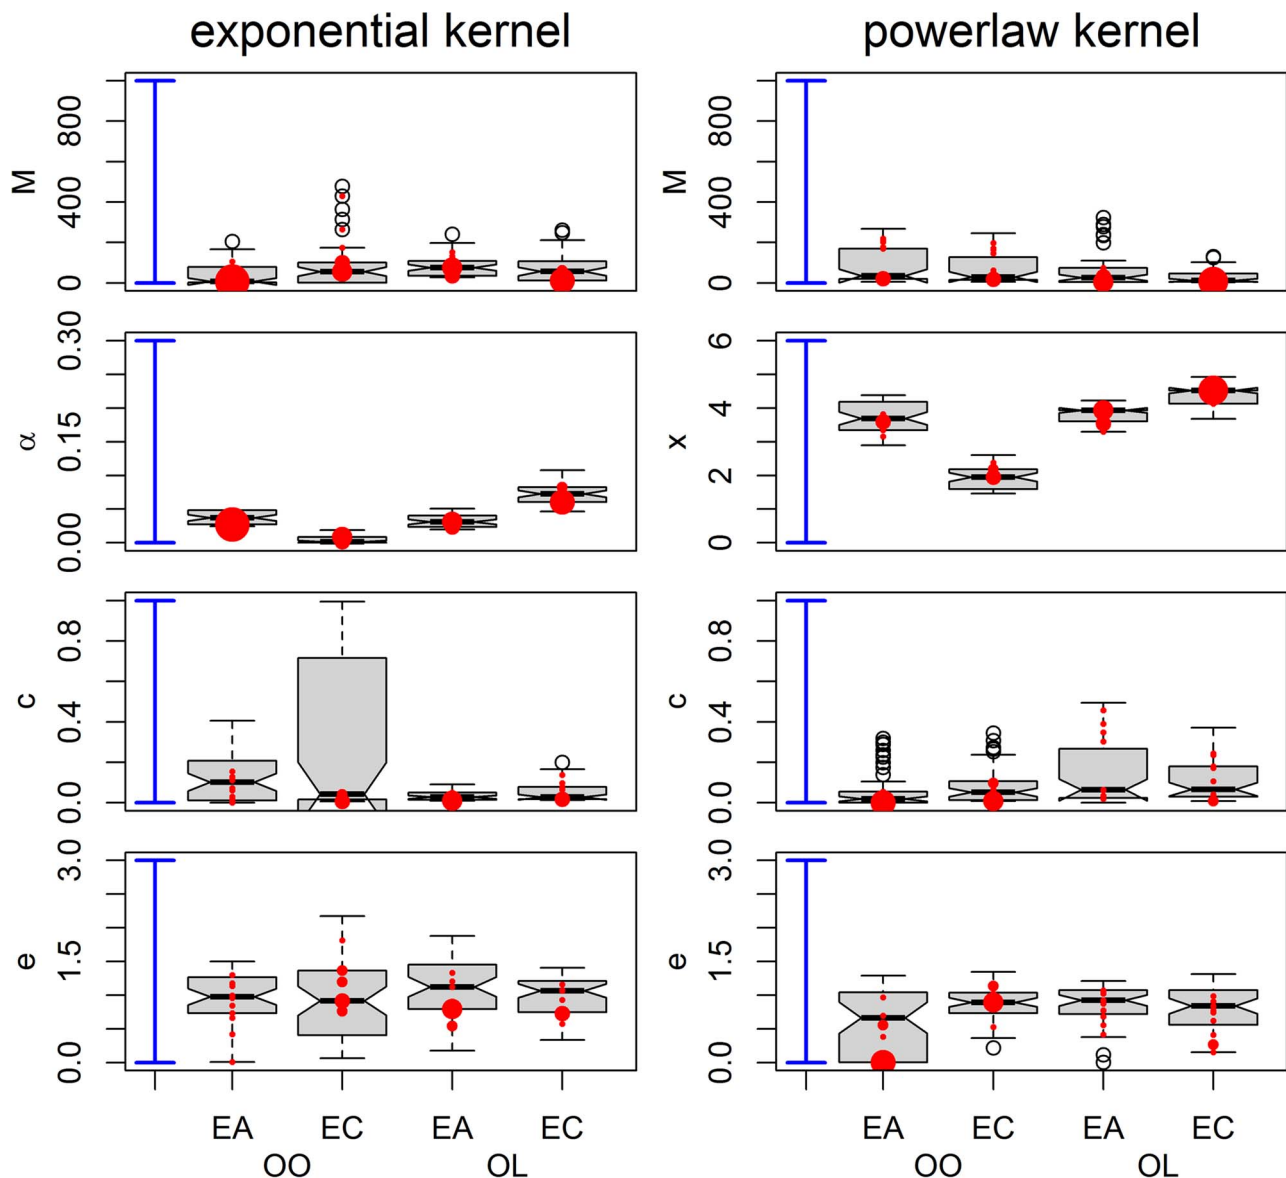 exponential kernel powerlaw kernel
M 0 400 800 M 0 400 800
α 0.00 0.15 0.30 x 0 2 4 6
c 0.0 0.4 0.8 c 0.0 0.4 0.8
e 0.0 1.5 3.0 e 0.0 1.5 3.0
EA EC EA EC EA EC EA EC
OO OL OO OL